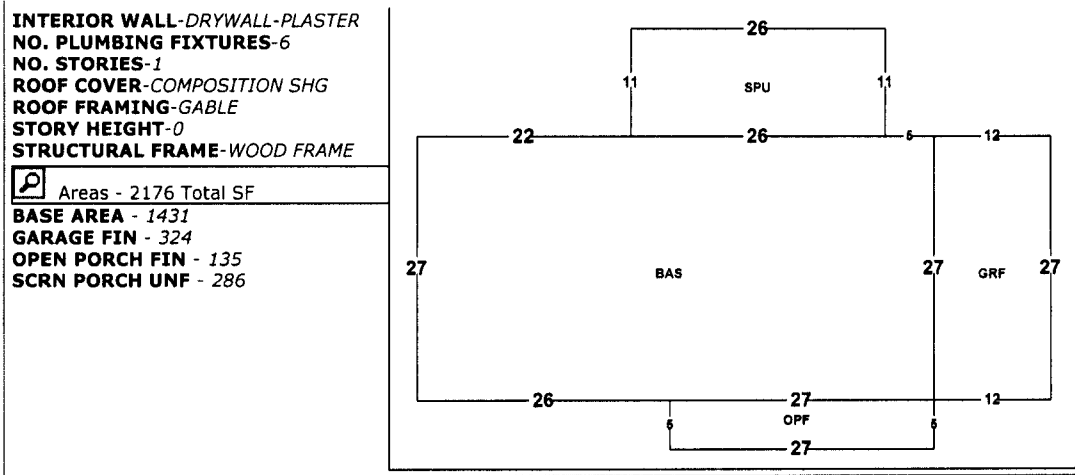 INTERIOR WALL-DRYWALL-PLASTER
NO. PLUMBING FIXTURES-6
NO. STORIES-1
ROOF COVER-COMPOSITION SHG
ROOF FRAMING-GABLE
STORY HEIGHT-0
STRUCTURAL FRAME-WOOD FRAME
Areas - 2176 Total SF
BASE AREA - 1431
GARAGE FIN - 324
OPEN PORCH FIN - 135
SCRN PORCH UNF - 286
26
11
SPU
11
22
26
5
12
27
BAS
27
GRF
27
26
27
12
5
OPF
5
27